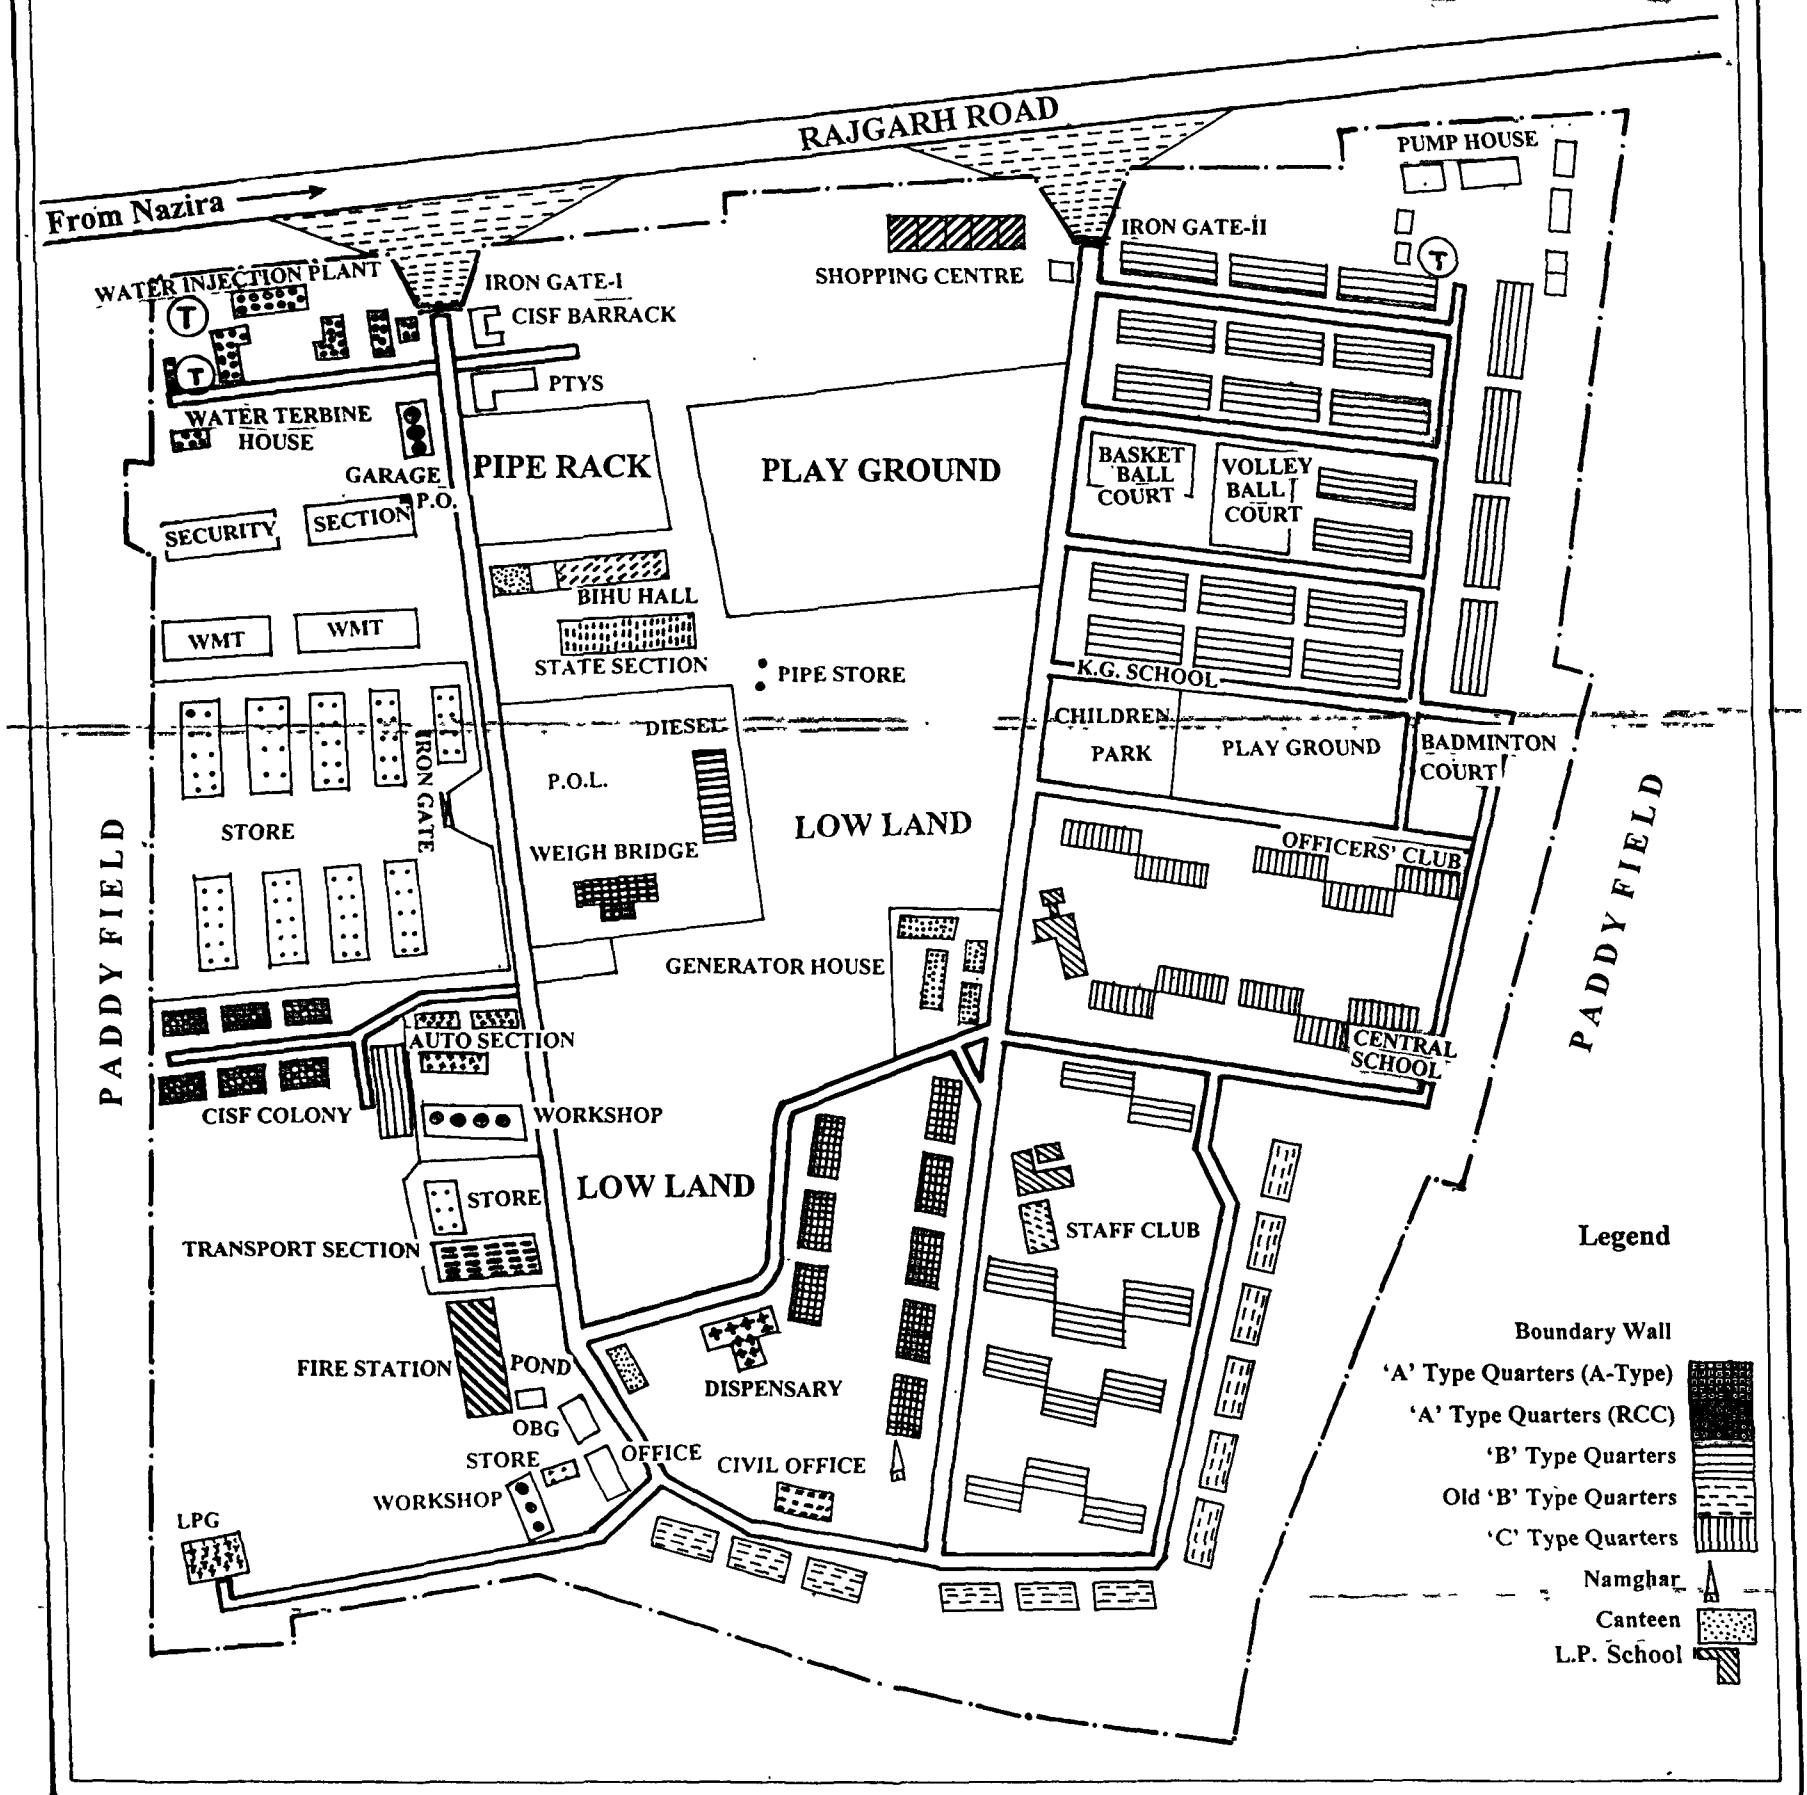 RAJGARH ROAD
From Nazira
PUMP HOUSE
T
IRON GATE-II
SHOPPING CENTRE
WATER INJECTION PLANT
T
T
IRON GATE-I
CISF BARRACK
PTYS
WATER TERBINE
HOUSE
GARAGE
P.O.
PIPE RACK
PLAY GROUND
BASKET
BALL
COURT
VOLLEY
BALL
COURT
SECURITY
SECTION
BIHU HALL
WMT
WMT
STATE SECTION
PIPE STORE
K.G. SCHOOL
CHILDREN
PARK
PLAY GROUND
BADMINTON
COURT
DIESEL
P.O.L.
IRON GATE
STORE
WEIGH BRIDGE
LOW LAND
OFFICERS' CLUB
PADDY FIELD
PADDY FIELD
GENERATOR HOUSE
AUTO SECTION
CENTRAL
SCHOOL
CISF COLONY
WORKSHOP
LOW LAND
STORE
TRANSPORT SECTION
STAFF CLUB
FIRE STATION
POND
DISPENSARY
OBG
STORE
OFFICE
CIVIL OFFICE
WORKSHOP
LPG
Legend
Boundary Wall
'A' Type Quarters (A-Type)
'A' Type Quarters (RCC)
'B' Type Quarters
Old 'B' Type Quarters
'C' Type Quarters
Namghar
Canteen
L.P. School